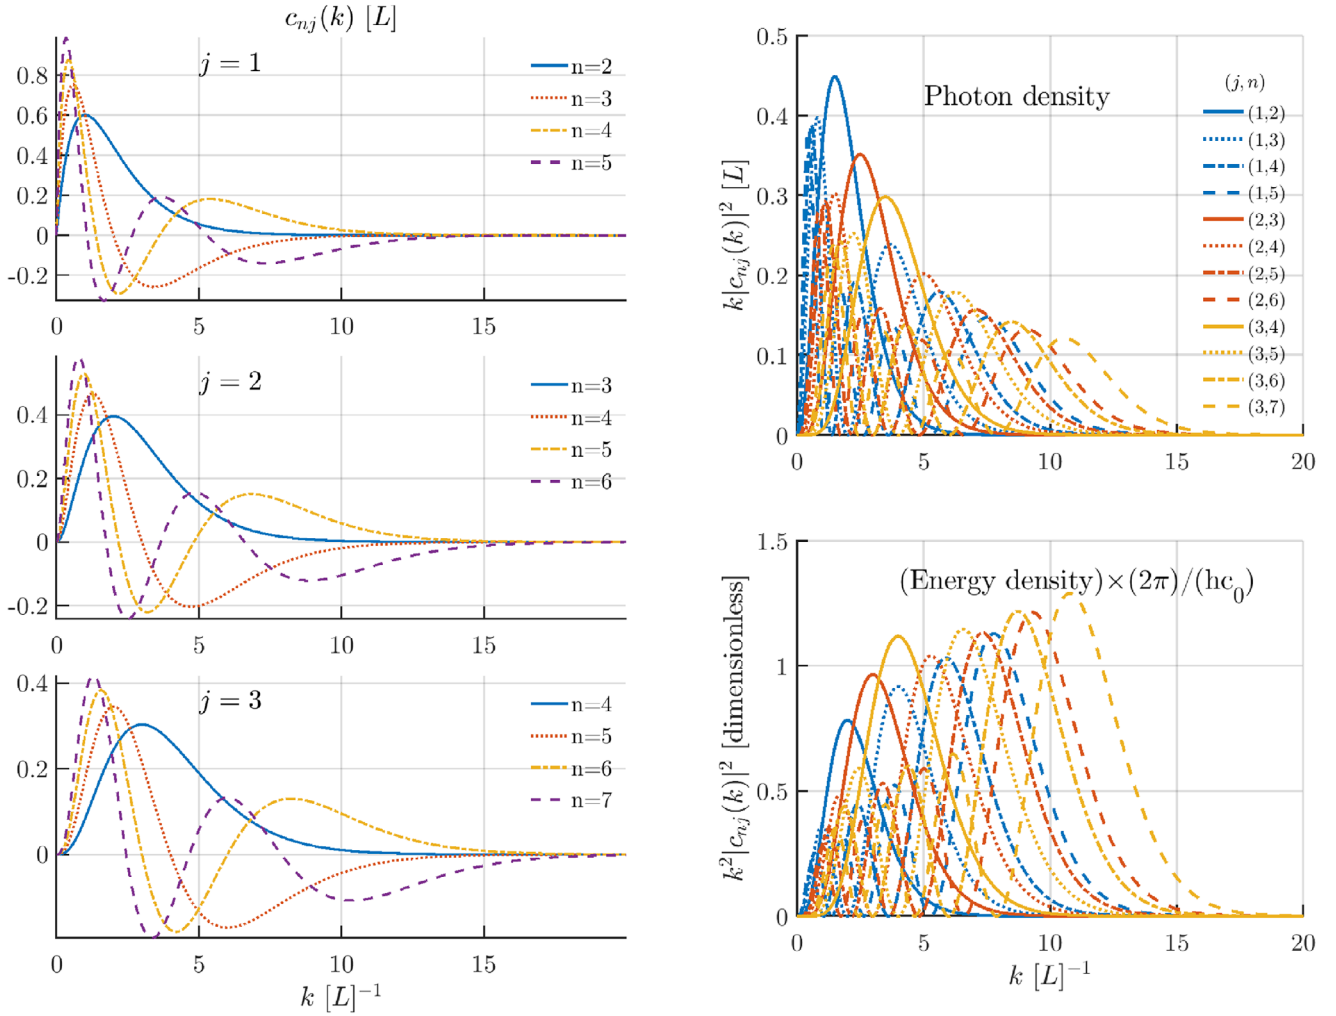 c_{nj}(k) [L]
j = 1
n=2
n=3
n=4
n=5
0.8
0.6
0.4
0.2
0
-0.2
0 5 10 15
j = 2
n=3
n=4
n=5
n=6
0.4
0.2
0
-0.2
0 5 10 15
j = 3
n=4
n=5
n=6
n=7
0.4
0.2
0
0 5 10 15
k [L]^{-1}
Photon density
k|c_{nj}(k)|^2 [L]
(j,n)
(1,2)
(1,3)
(1,4)
(1,5)
(2,3)
(2,4)
(2,5)
(2,6)
(3,4)
(3,5)
(3,6)
(3,7)
0.5
0.4
0.3
0.2
0.1
0
0 5 10 15 20
(Energy density)×(2π)/(hc_0)
k^2|c_{nj}(k)|^2 [dimensionless]
1.5
1
0.5
0
0 5 10 15 20
k [L]^{-1}